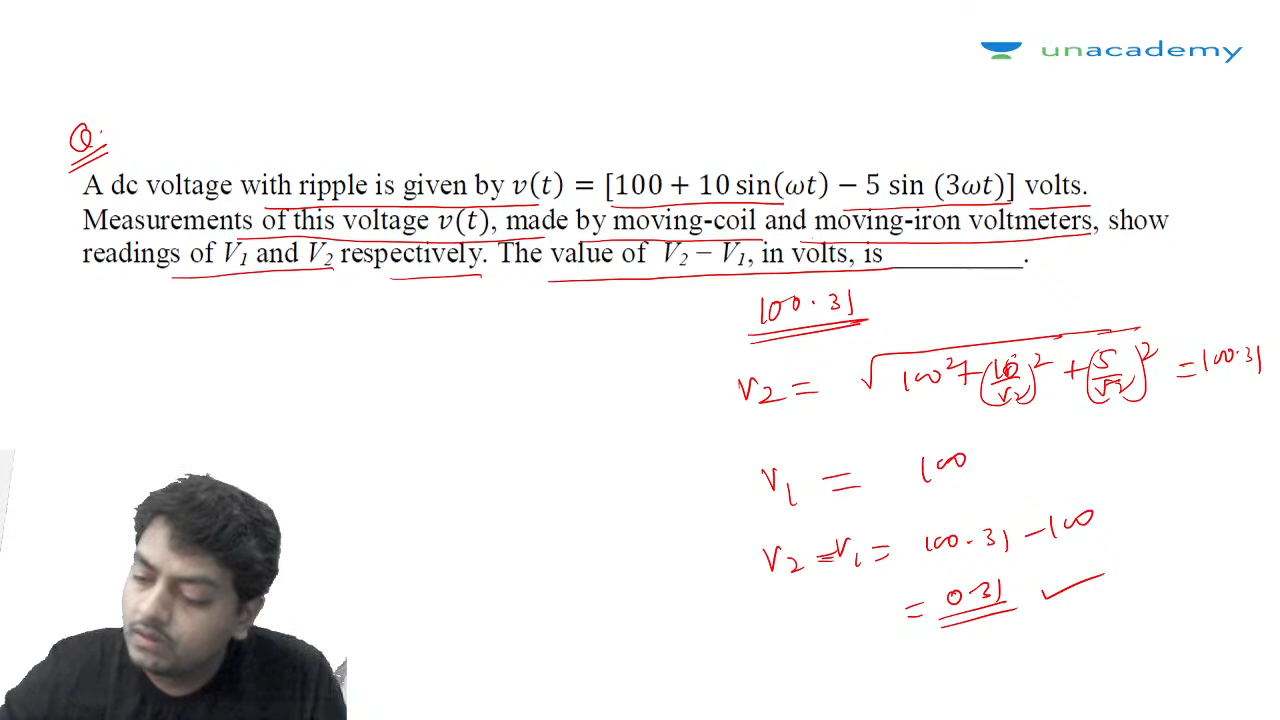 unacademy
Q.
A dc voltage with ripple is given by v(t) = [100 + 10 sin(ωt) − 5 sin (3ωt)] volts.
Measurements of this voltage v(t), made by moving-coil and moving-iron voltmeters, show
readings of V₁ and V₂ respectively. The value of V₂ − V₁, in volts, is __________.
100.31
V₂ = √(100² + (10/√2)² + (5/√2)²) = 100.31
V₁ = 100
V₂ - V₁ = 100.31 - 100
= 0.31 ✓